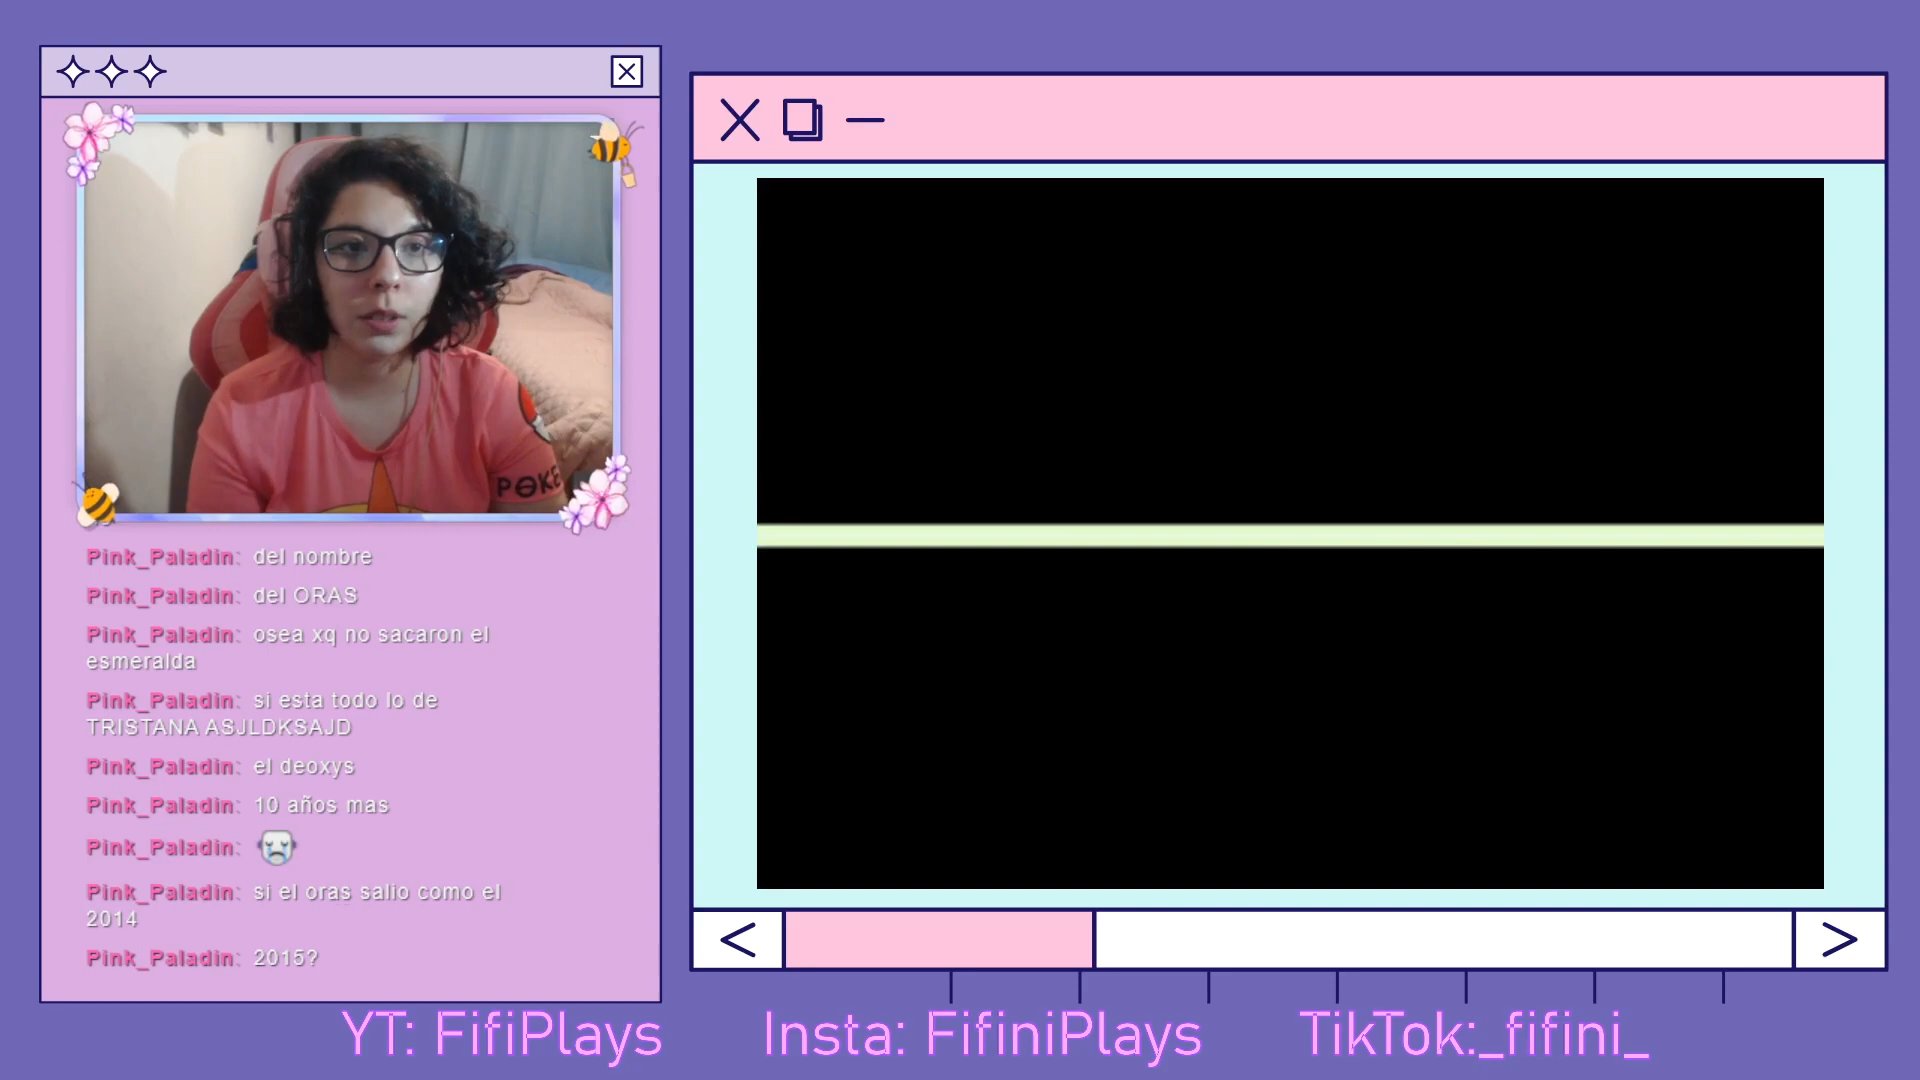 POKE
Pink_Paladin: del nombre
Pink_Paladin: del ORAS
Pink_Paladin: osea xq no sacaron el
esmeralda
Pink_Paladin: si esta todo lo de
TRISTANA ASJLDKSAJD
Pink_Paladin: el deoxys
Pink_Paladin: 10 años mas
Pink_Paladin:
Pink_Paladin: si el oras salio como el
2014
Pink_Paladin: 2015?
YT: FifiPlays Insta: FifiniPlays TikTok:_fifini_